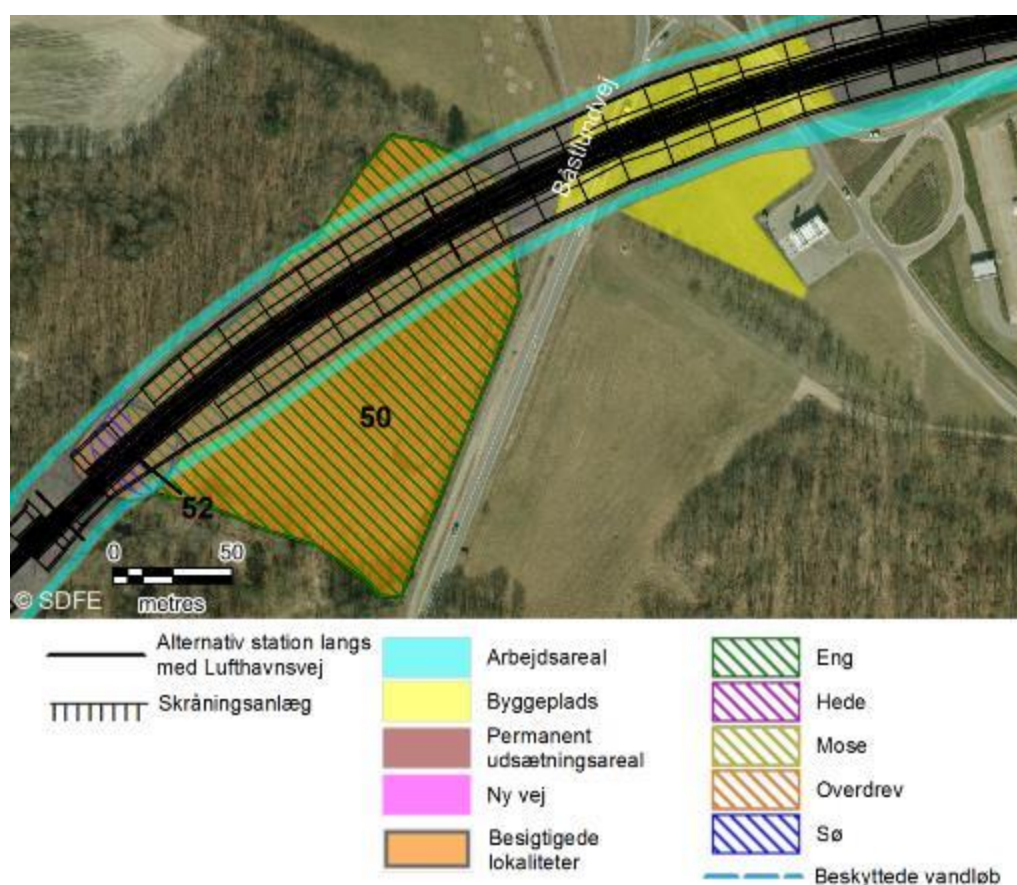 Båstlundvej
50
52
0 50
metres
© SDFE
Alternativ station langs
med Lufthavnsvej
Skråningsanlæg
Arbejdsareal
Byggeplads
Permanent
udsætningsareal
Ny vej
Besigtigede
lokaliteter
Eng
Hede
Mose
Overdrev
Sø
Beskyttede vandløb